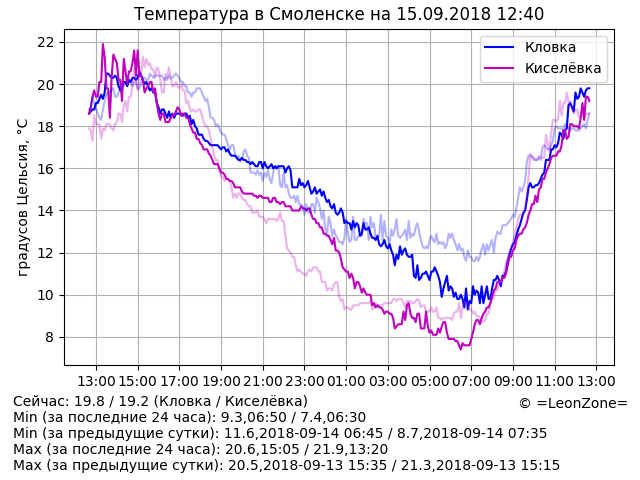 Температура в Смоленске на 15.09.2018 12:40
Кловка
Киселёвка
градусов Цельсия, °C
22
20
18
16
14
12
10
8
13:00 15:00 17:00 19:00 21:00 23:00 01:00 03:00 05:00 07:00 09:00 11:00 13:00
Сейчас: 19.8 / 19.2 (Кловка / Киселёвка)
© =LeonZone=
Min (за последние 24 часа): 9.3,06:50 / 7.4,06:30
Min (за предыдущие сутки): 11.6,2018-09-14 06:45 / 8.7,2018-09-14 07:35
Max (за последние 24 часа): 20.6,15:05 / 21.9,13:20
Max (за предыдущие сутки): 20.5,2018-09-13 15:35 / 21.3,2018-09-13 15:15